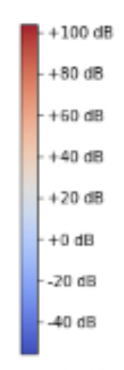 +100 dB
+80 dB
+60 dB
+40 dB
+20 dB
+0 dB
-20 dB
-40 dB